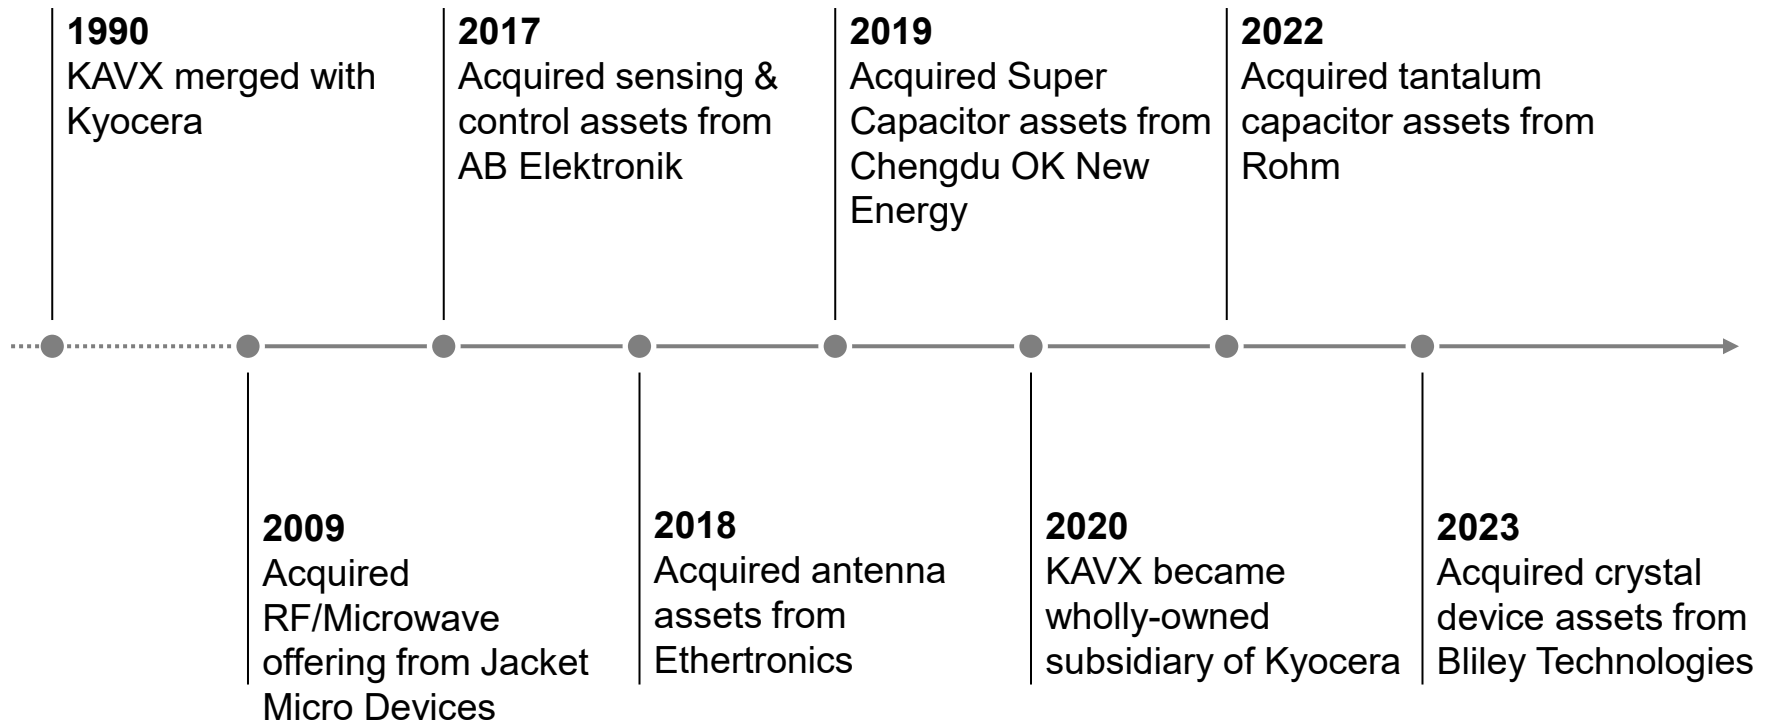 1990
KAVX merged with
Kyocera
2017
Acquired sensing &
control assets from
AB Elektronik
2019
Acquired Super
Capacitor assets from
Chengdu OK New
Energy
2022
Acquired tantalum
capacitor assets from
Rohm
2009
Acquired
RF/Microwave
offering from Jacket
Micro Devices
2018
Acquired antenna
assets from
Ethertronics
2020
KAVX became
wholly-owned
subsidiary of Kyocera
2023
Acquired crystal
device assets from
Bliley Technologies